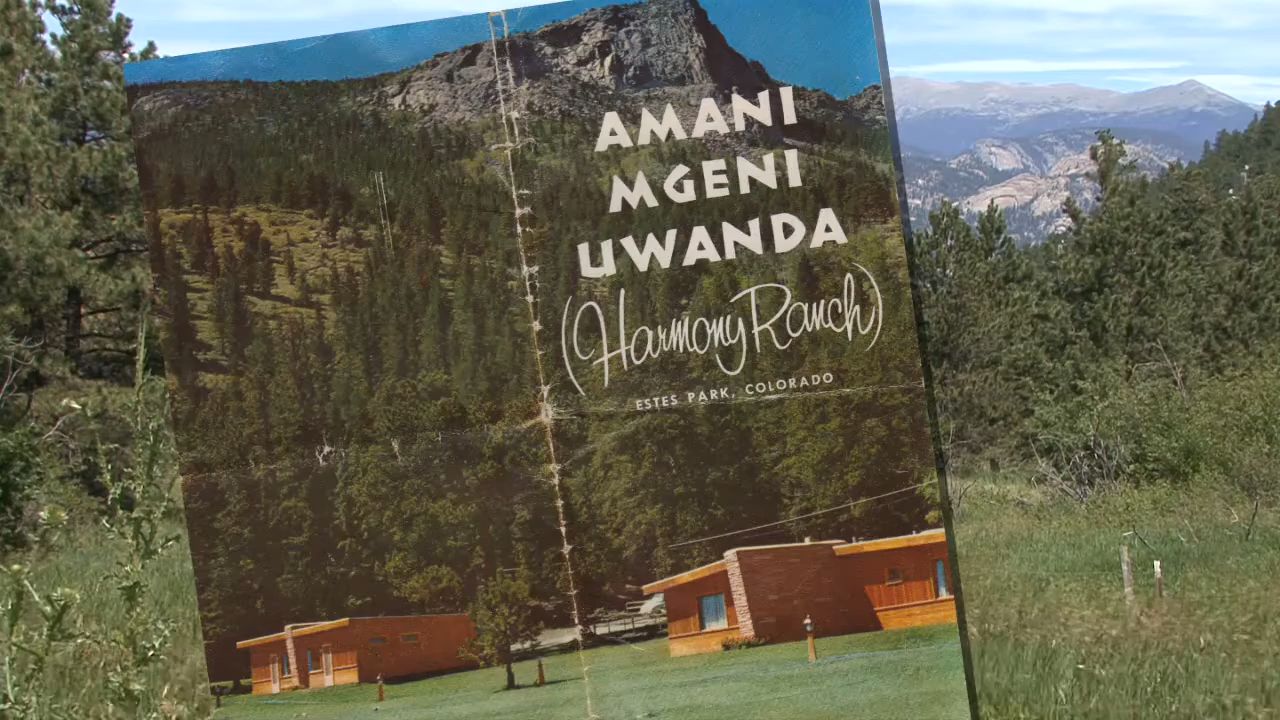 AMANI
MGENI
UWANDA
(Harmony Ranch)
ESTES PARK, COLORADO